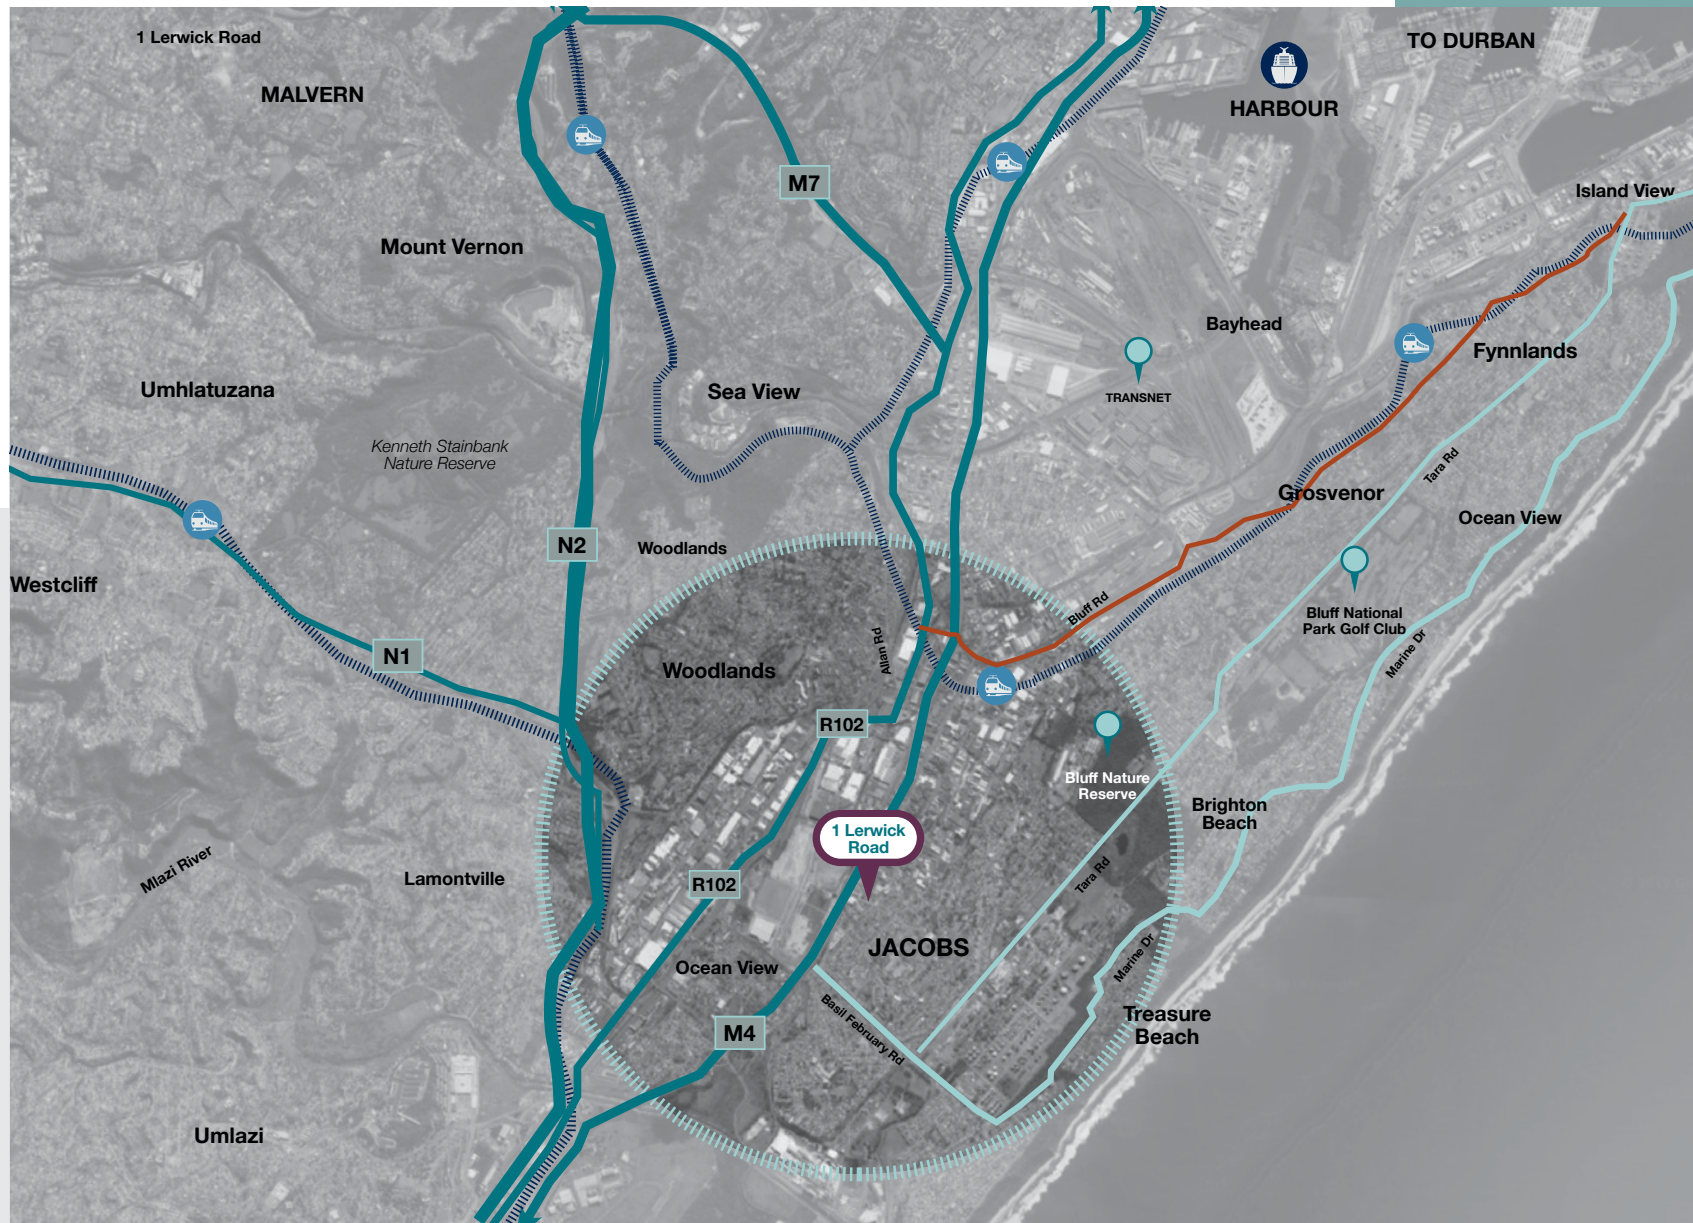 1 Lerwick Road
TO DURBAN
MALVERN
HARBOUR
M7
Island View
Mount Vernon
Bayhead
Fynnlands
Umhlatuzana
Sea View
TRANSNET
Kenneth Stainbank
Nature Reserve
Tara Rd
Grosvenor
Ocean View
N2
Woodlands
Westcliff
Bluff Rd
Bluff National
Park Golf Club
Allan Rd
Marine Dr
N1
Woodlands
R102
Bluff Nature
Reserve
Brighton
Beach
1 Lerwick
Road
Mlazi River
Lamontville
R102
Tara Rd
JACOBS
Ocean View
Marine Dr
Basil February Rd
Treasure
Beach
M4
Umlazi